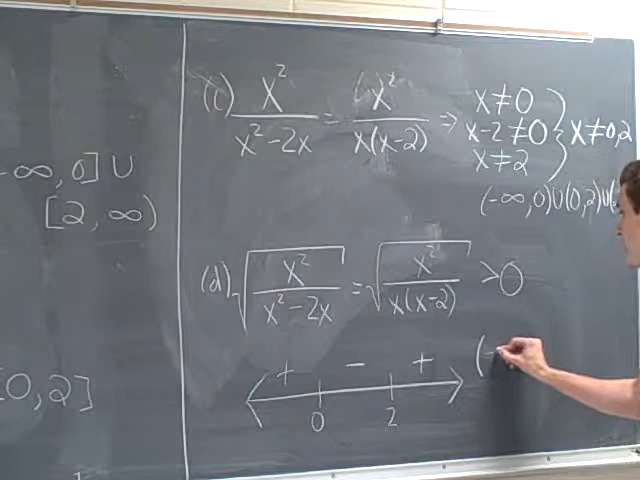 -∞, 0] ∪
[2, ∞)
0, 2]
(c) x²/(x²-2x) = x²/(x(x-2)) ⇒ x≠0
x-2≠0
x≠2
} x≠0,2
(-∞,0)∪(0,2)∪(
(d) √(x²/(x²-2x)) = √(x²/(x(x-2))) >0
+ - +
0 2
(-